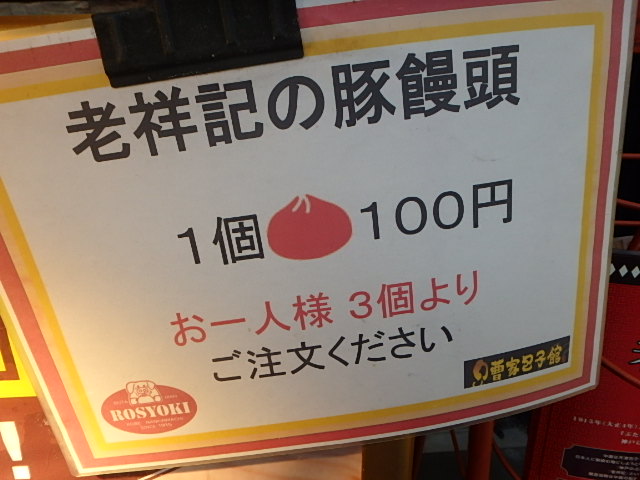 老祥記の豚饅頭
1個 100円
お一人様 3個より
ご注文ください
ROSYOKI
曹家包子館